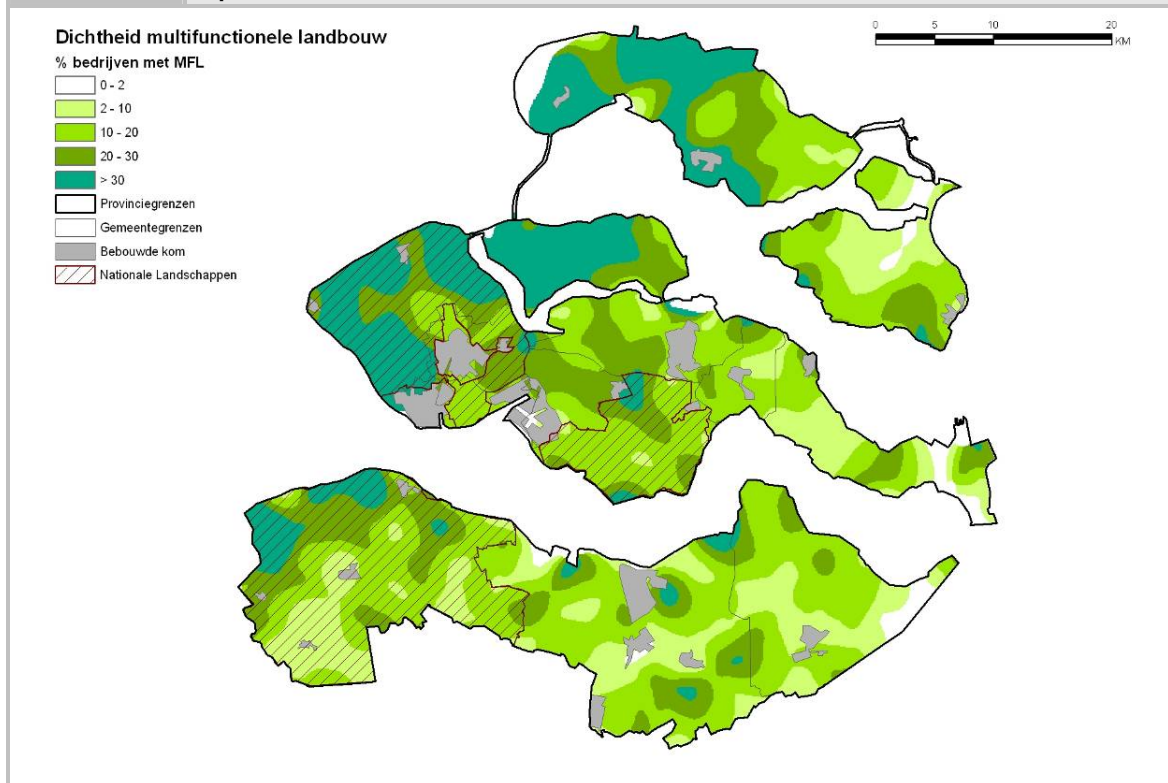 Dichtheid multifunctionele landbouw
% bedrijven met MFL
0 - 2
2 - 10
10 - 20
20 - 30
> 30
Provinciegrenzen
Gemeentegrenzen
Bebouwde kom
Nationale Landschappen
0 5 10 20
KM